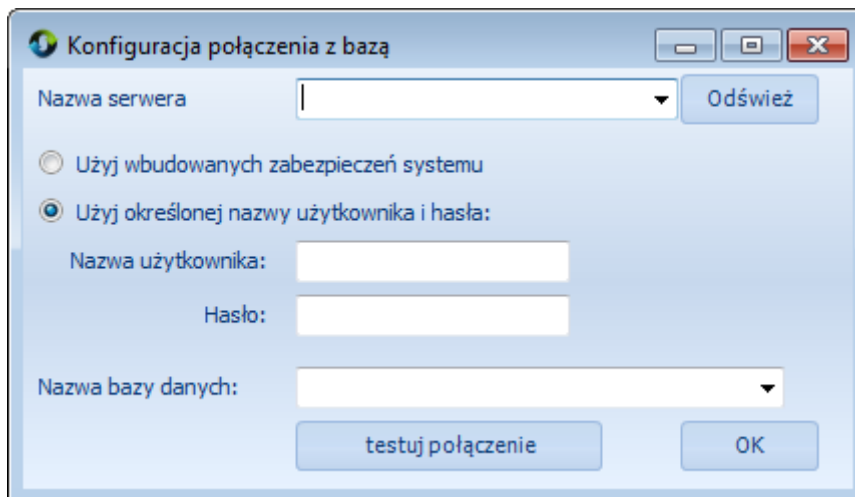 Konfiguracja połączenia z bazą
Nazwa serwera Odśwież
Użyj wbudowanych zabezpieczeń systemu
Użyj określonej nazwy użytkownika i hasła:
Nazwa użytkownika:
Hasło:
Nazwa bazy danych:
testuj połączenie OK